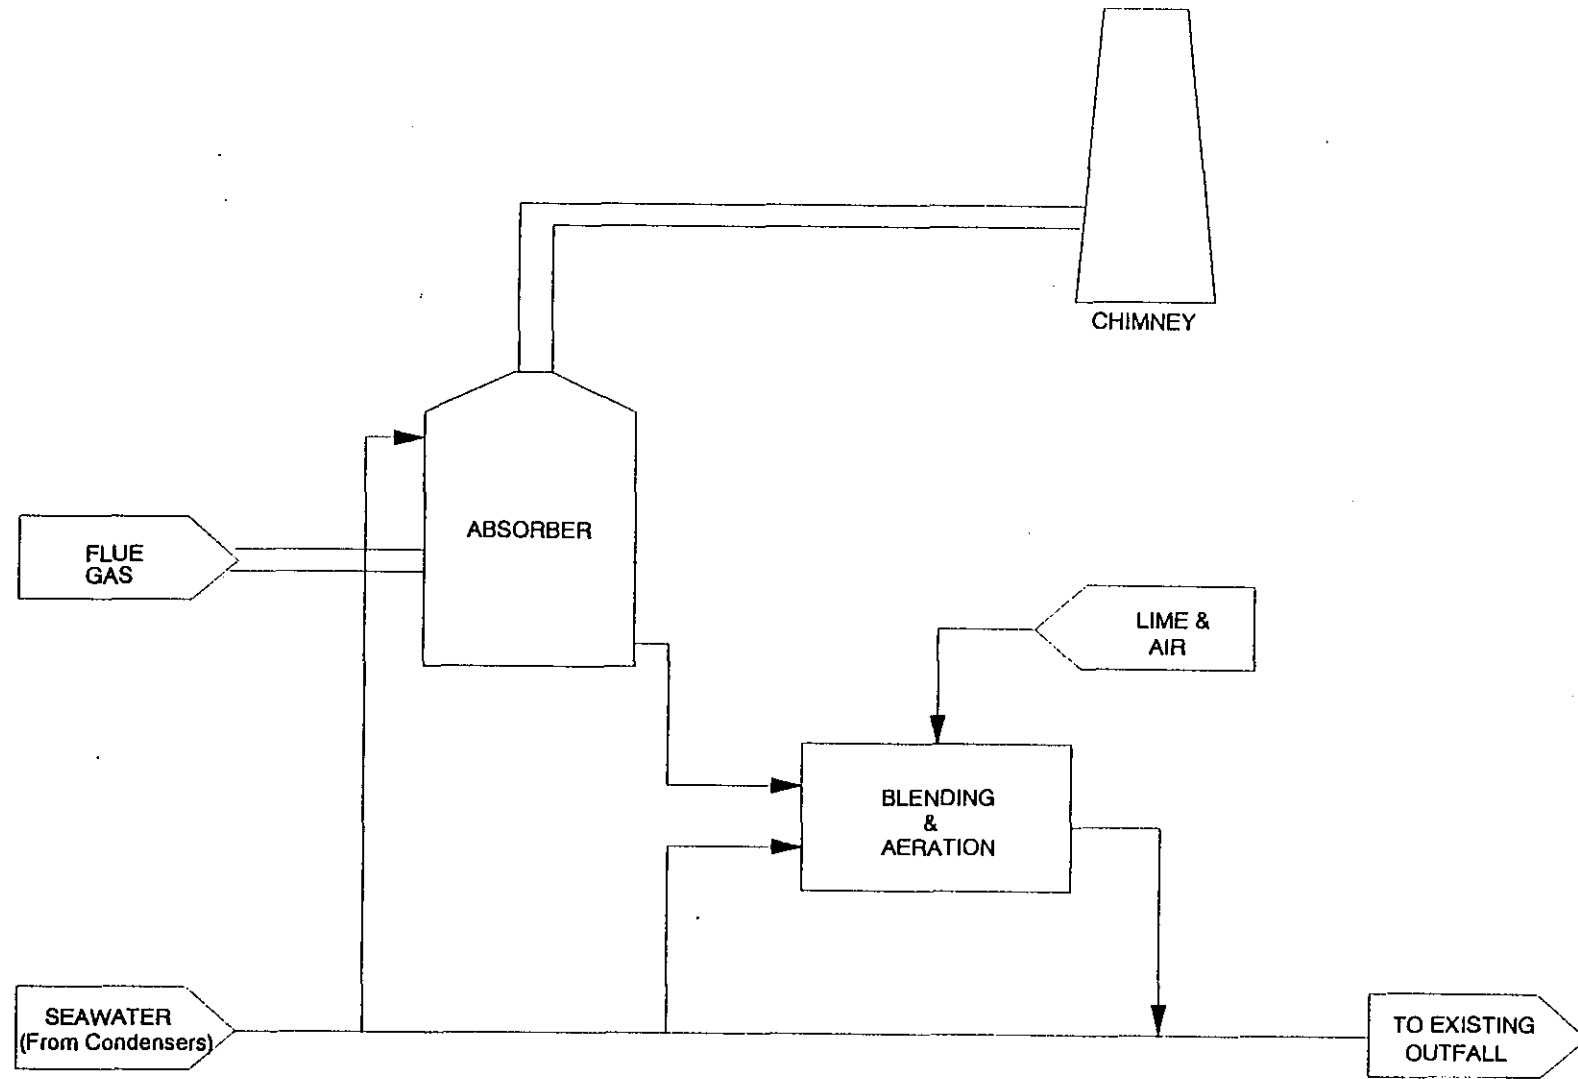 CHIMNEY
ABSORBER
FLUE
GAS
LIME &
AIR
BLENDING
&
AERATION
SEAWATER
(From Condensers)
TO EXISTING
OUTFALL